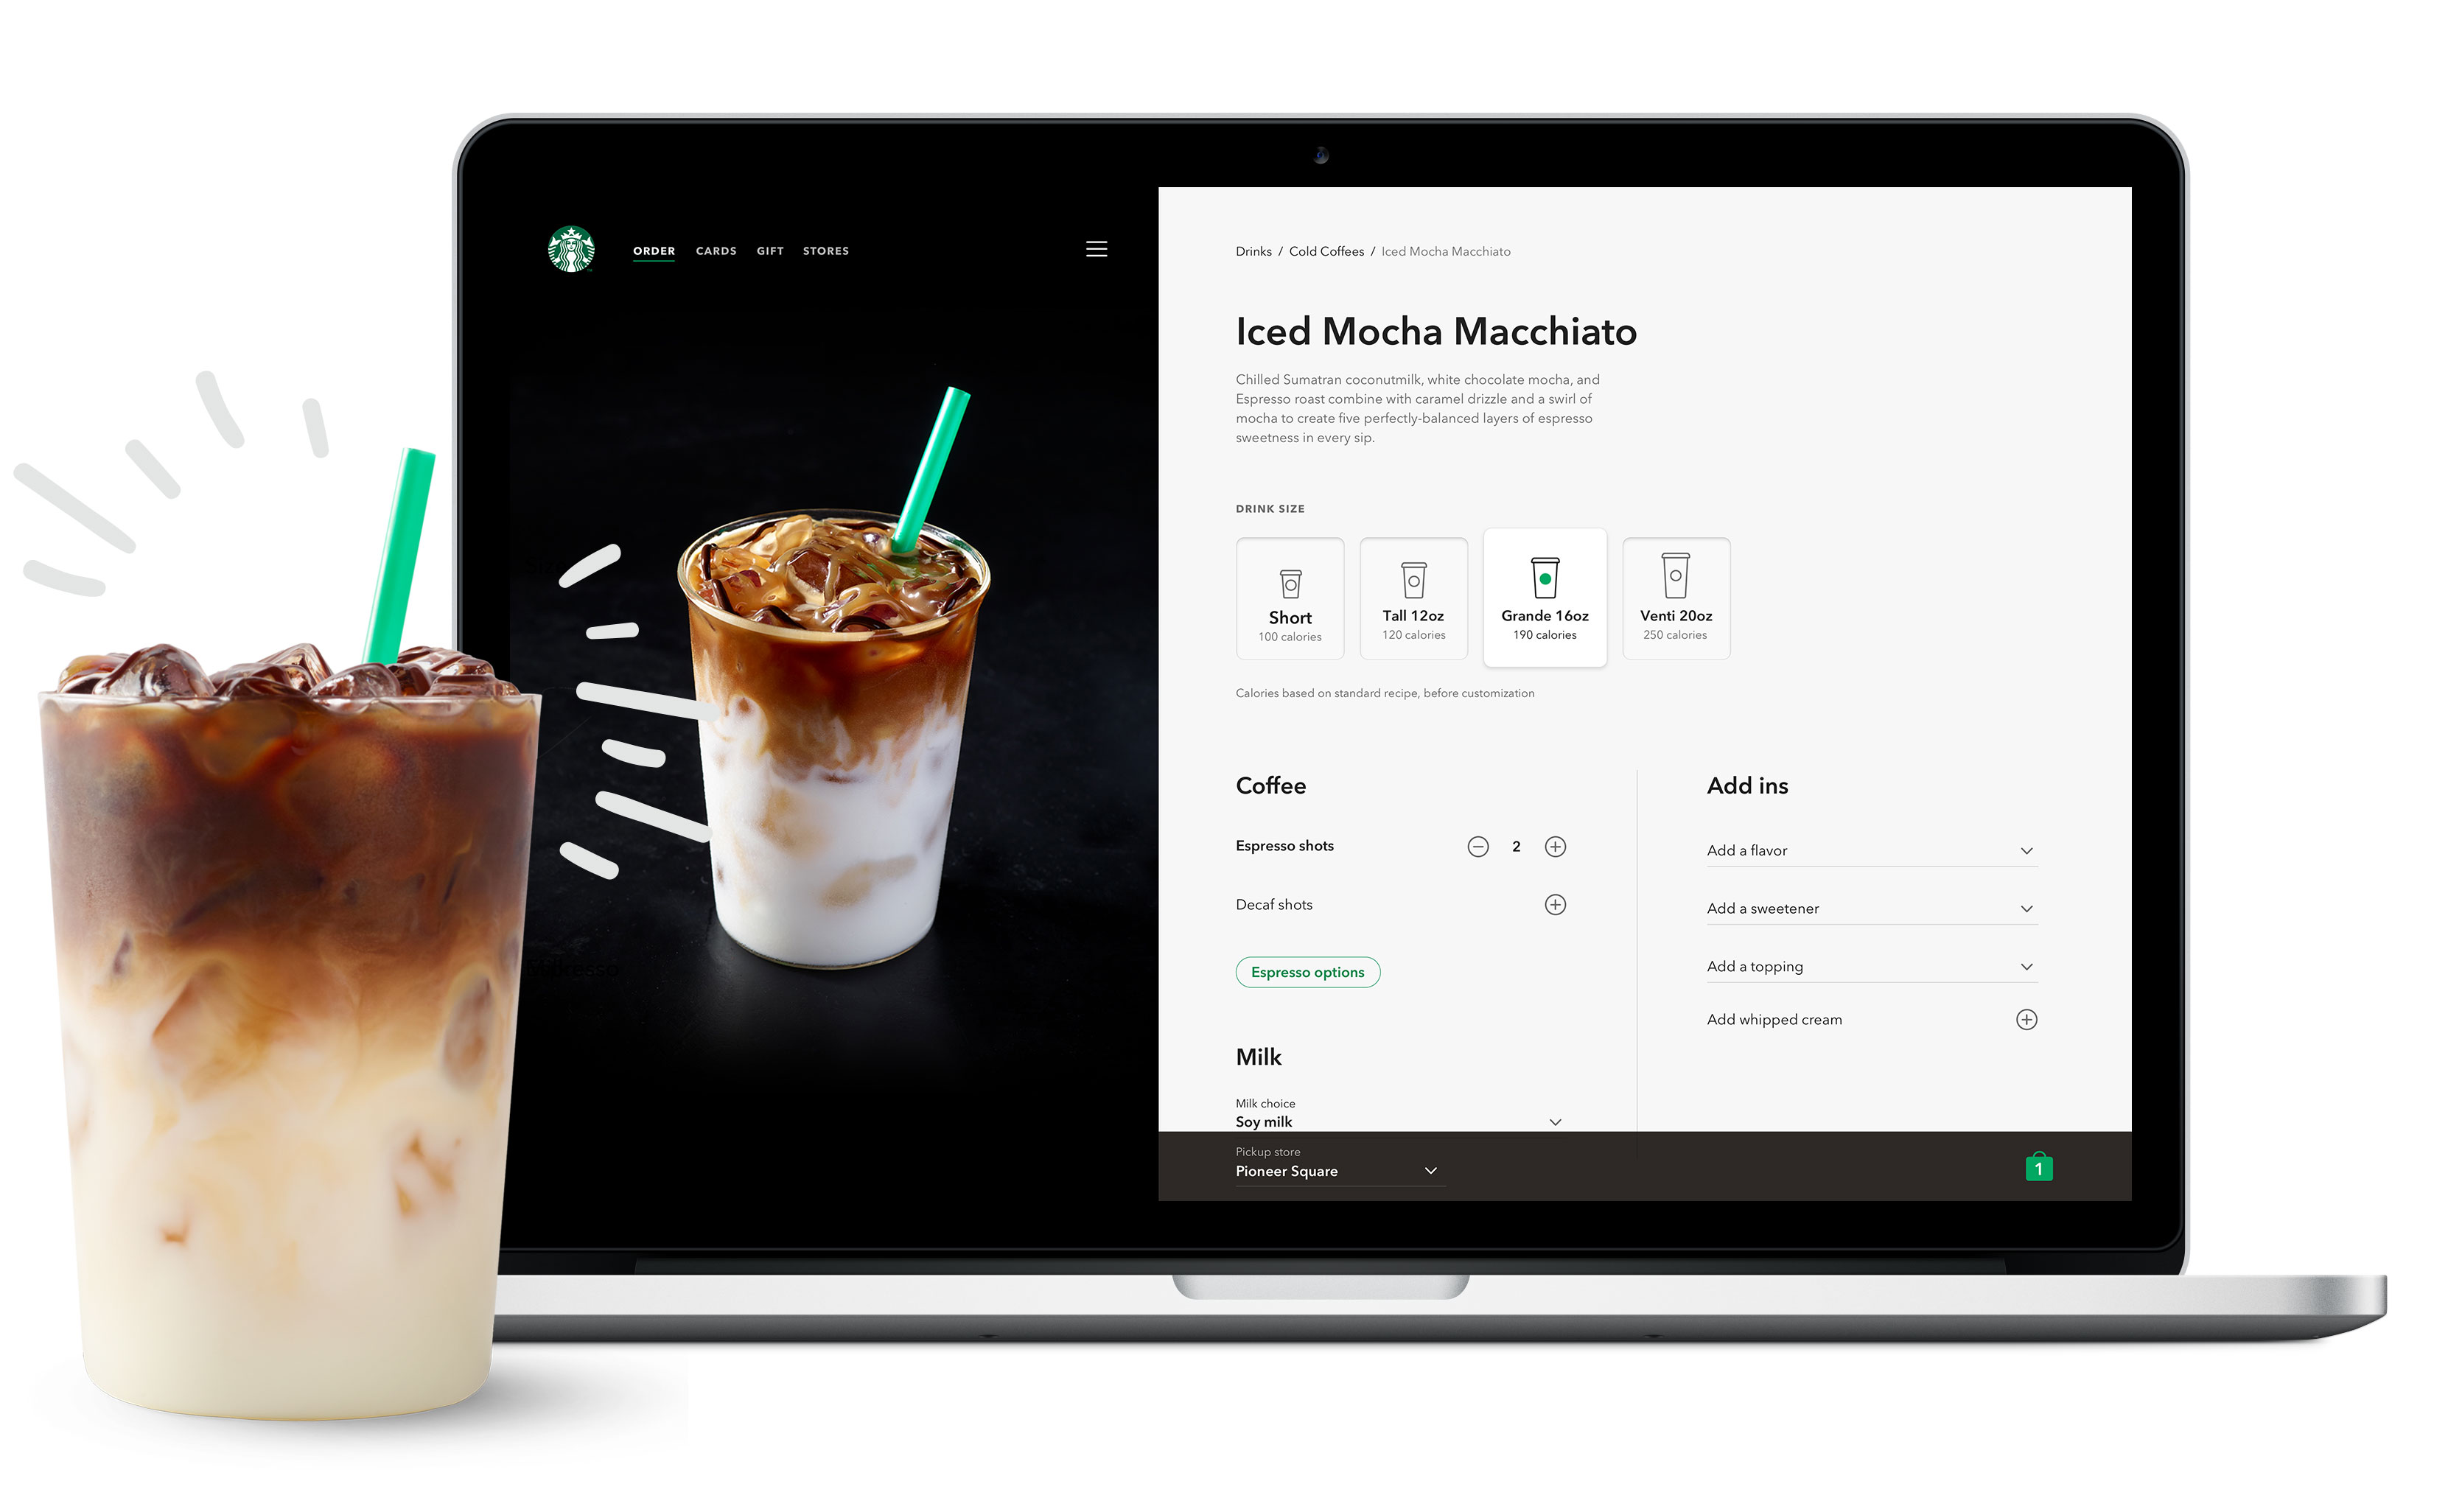 ORDER CARDS GIFT STORES
Drinks / Cold Coffees / Iced Mocha Macchiato
Iced Mocha Macchiato
Chilled Sumatran coconutmilk, white chocolate mocha, and
Espresso roast combine with caramel drizzle and a swirl of
mocha to create five perfectly-balanced layers of espresso
sweetness in every sip.
DRINK SIZE
Short
100 calories
Tall 12oz
120 calories
Grande 16oz
190 calories
Venti 20oz
250 calories
Calories based on standard recipe, before customization
Coffee
Espresso shots
2
Decaf shots
Espresso options
Milk
Milk choice
Soy milk
Add ins
Add a flavor
Add a sweetener
Add a topping
Add whipped cream
Pickup store
Pioneer Square
1